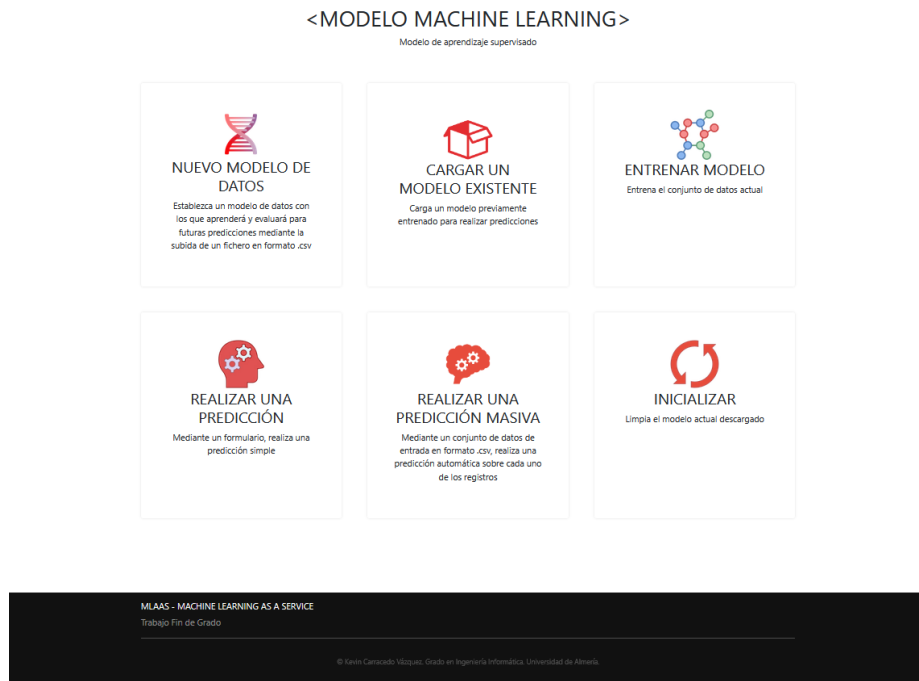 <MODELO MACHINE LEARNING>
Modelo de aprendizaje supervisado
NUEVO MODELO DE
DATOS
Establezca un modelo de datos con
los que aprenderá y evaluará para
futuras predicciones mediante la
subida de un fichero en formato .csv
CARGAR UN
MODELO EXISTENTE
Carga un modelo previamente
entrenado para realizar predicciones
ENTRENAR MODELO
Entrena el conjunto de datos actual
REALIZAR UNA
PREDICCIÓN
Mediante un formulario, realiza una
predicción simple
REALIZAR UNA
PREDICCIÓN MASIVA
Mediante un conjunto de datos de
entrada en formato .csv, realiza una
predicción automática sobre cada uno
de los registros
INICIALIZAR
Limpia el modelo actual descargado
MLAAS - MACHINE LEARNING AS A SERVICE
Trabajo Fin de Grado
© Kevin Carracedo Vázquez. Grado en Ingeniería Informática. Universidad de Almería.